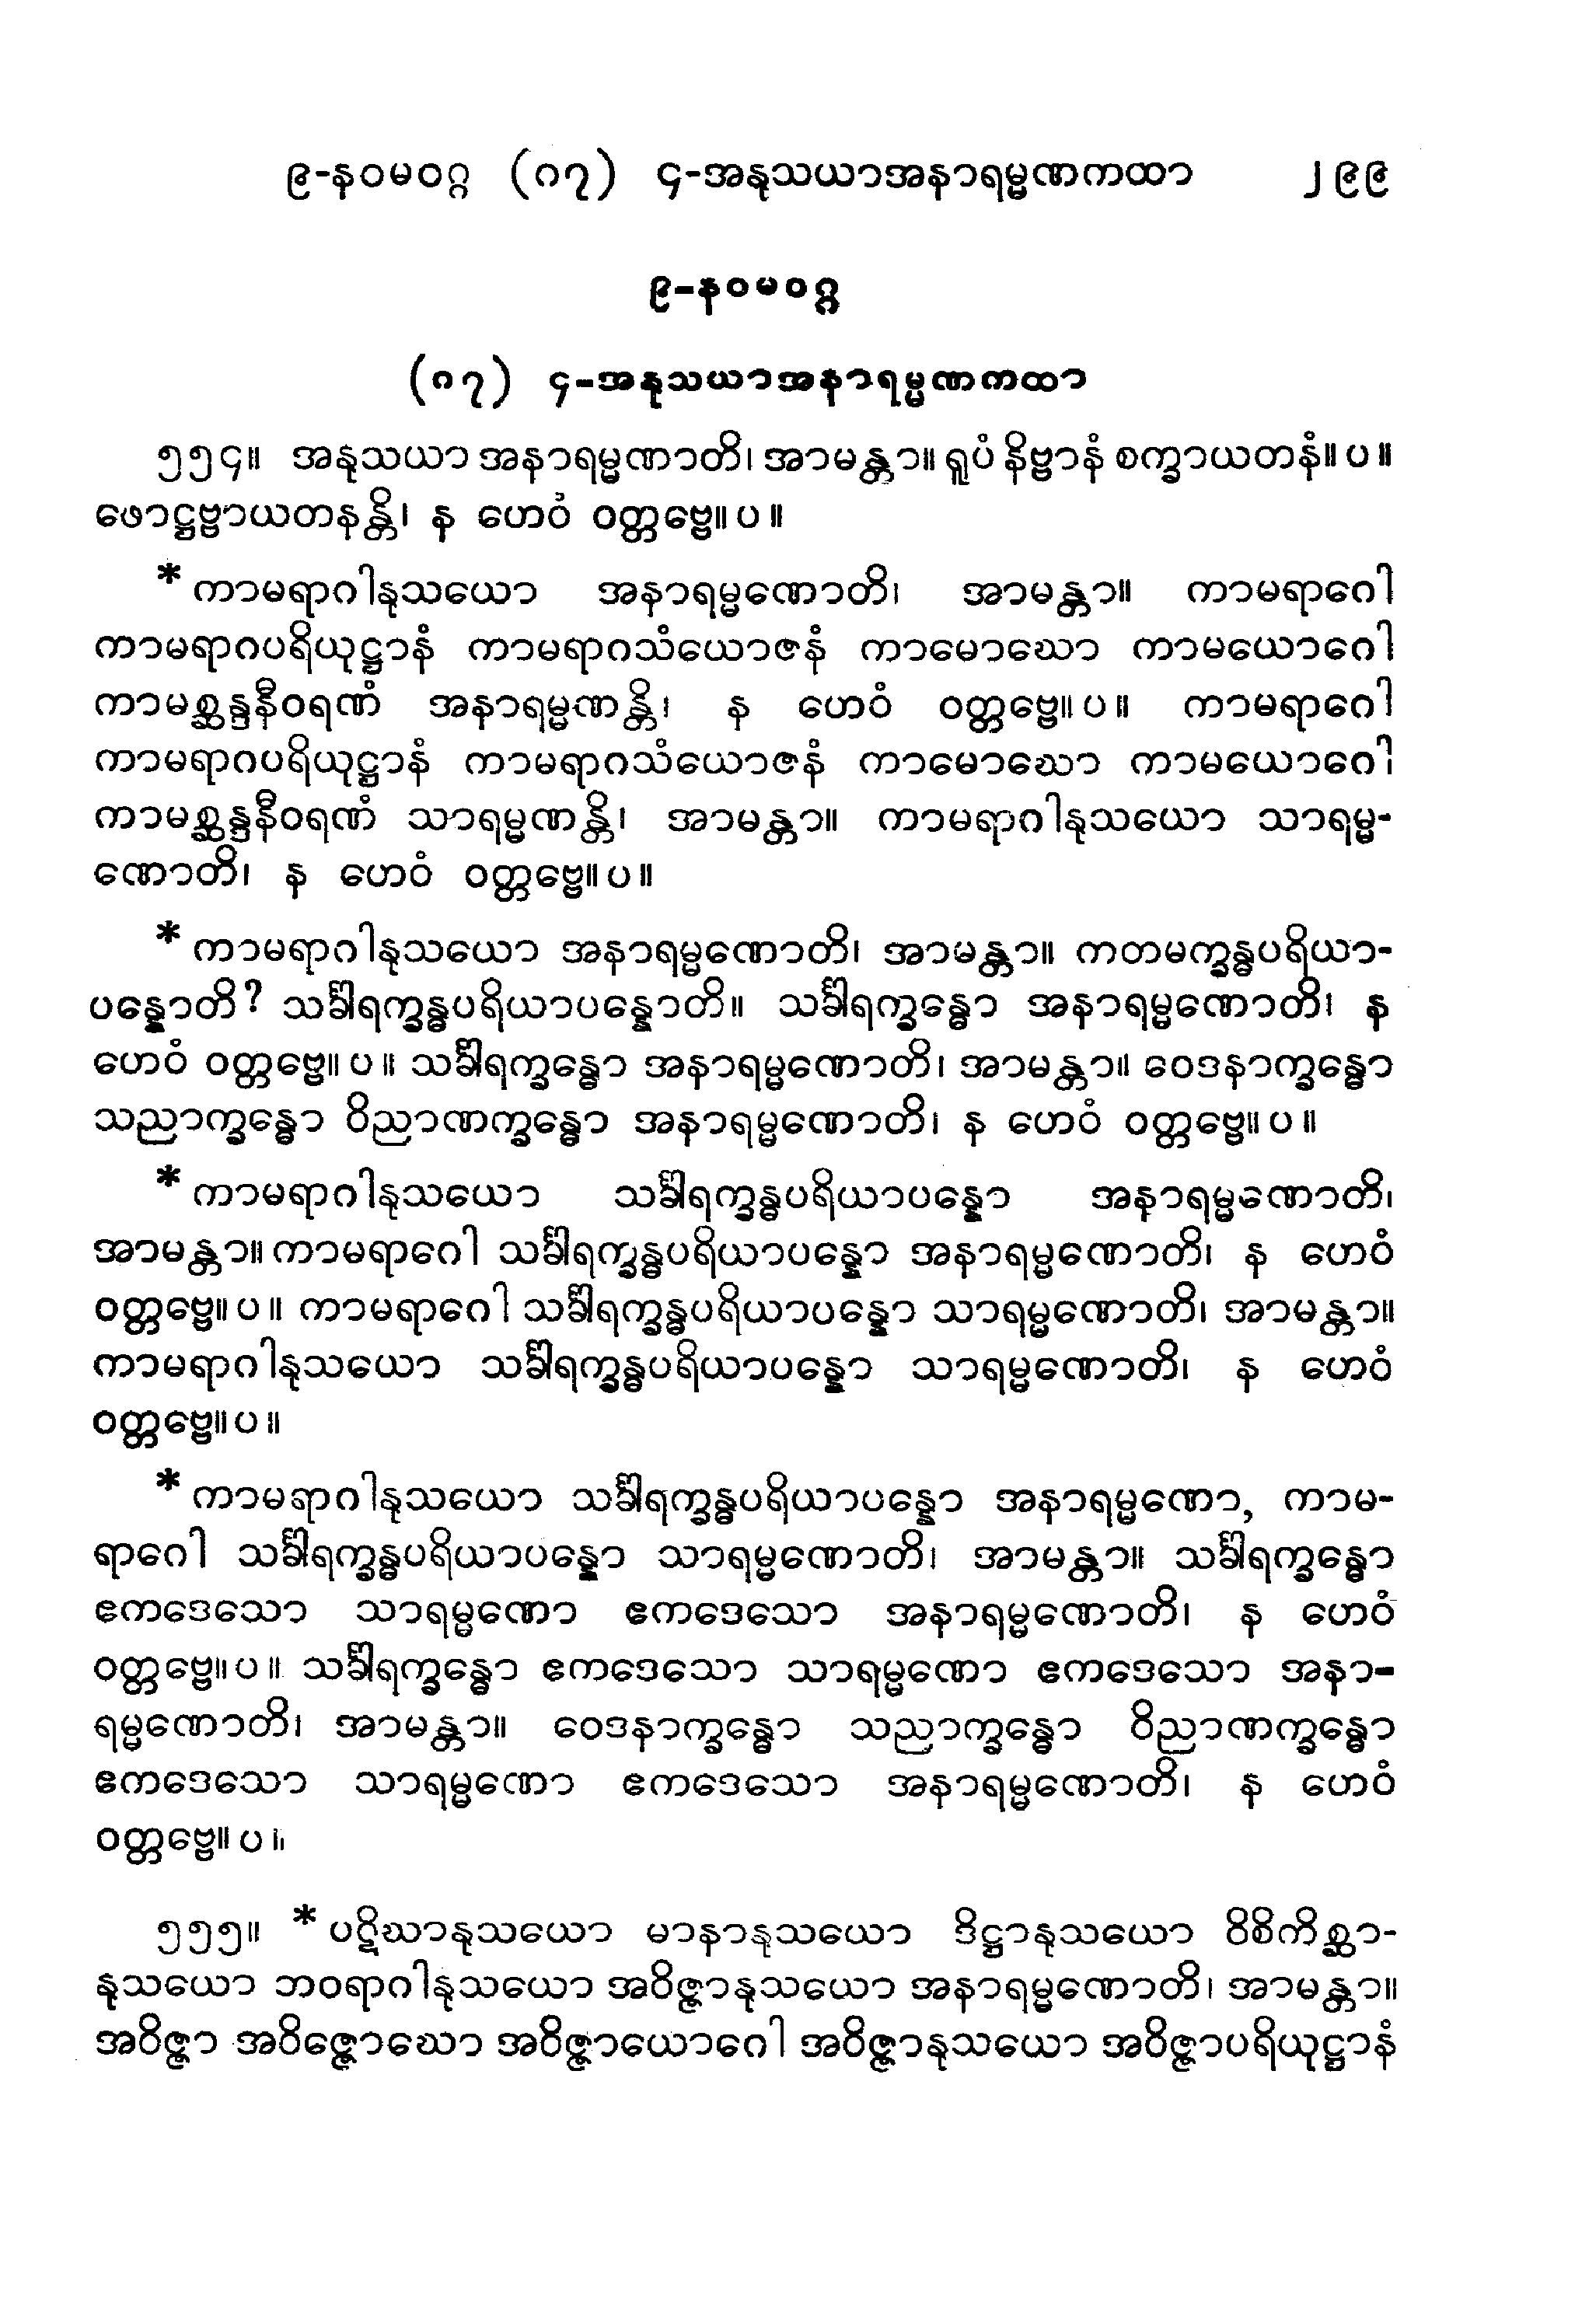 ၉-နဝမဝဂ္ဂ (၈၇) ၄-အနုသယာအနာရမ္မဏကထာ ၂၉၉
၉-နဝမဝဂ္ဂ
(၈၇) ၄-အနုသယာအနာရမ္မဏကထာ
၅၅၄။ အနုသယာ အနာရမ္မဏာတိ၊ အာမန္တာ။ ရူပံ နိဗ္ဗာနံ စက္ခာယတနံ။ ပ ။
ဖောဋ္ဌဗ္ဗာယတနန္တိ၊ န ဟေဝံ ဝတ္တဗ္ဗေ။ ပ ။
* ကာမရာဂါနုသယော အနာရမ္မဏောတိ၊ အာမန္တာ။ ကာမရာဂေါ
ကာမရာဂပရိယုဋ္ဌာနံ ကာမရာဂသံယောဇနံ ကာမောဃော ကာမယောဂေါ
ကာမစ္ဆန္ဒနီဝရဏံ အနာရမ္မဏန္တိ၊ န ဟေဝံ ဝတ္တဗ္ဗေ။ ပ ။ ကာမရာဂေါ
ကာမရာဂပရိယုဋ္ဌာနံ ကာမရာဂသံယောဇနံ ကာမောဃော ကာမယောဂေါ
ကာမစ္ဆန္ဒနီဝရဏံ သာရမ္မဏန္တိ၊ အာမန္တာ။ ကာမရာဂါနုသယော သာရမ္မ-
ဏောတိ၊ န ဟေဝံ ဝတ္တဗ္ဗေ။ ပ ။
* ကာမရာဂါနုသယော အနာရမ္မဏောတိ၊ အာမန္တာ။ ကတမက္ခန္ဓပရိယာ-
ပန္နောတိ? သင်္ခါရက္ခန္ဓပရိယာပန္နောတိ။ သင်္ခါရက္ခန္ဓော အနာရမ္မဏောတိ၊ န
ဟေဝံ ဝတ္တဗ္ဗေ။ ပ ။ သင်္ခါရက္ခန္ဓော အနာရမ္မဏောတိ၊ အာမန္တာ။ ဝေဒနာက္ခန္ဓော
သညာက္ခန္ဓော ဝိညာဏက္ခန္ဓော အနာရမ္မဏောတိ၊ န ဟေဝံ ဝတ္တဗ္ဗေ။ ပ ။
* ကာမရာဂါနုသယော သင်္ခါရက္ခန္ဓပရိယာပန္နော အနာရမ္မဏောတိ၊
အာမန္တာ။ ကာမရာဂေါ သင်္ခါရက္ခန္ဓပရိယာပန္နော အနာရမ္မဏောတိ၊ န ဟေဝံ
ဝတ္တဗ္ဗေ။ ပ ။ ကာမရာဂေါ သင်္ခါရက္ခန္ဓပရိယာပန္နော သာရမ္မဏောတိ၊ အာမန္တာ။
ကာမရာဂါနုသယော သင်္ခါရက္ခန္ဓပရိယာပန္နော သာရမ္မဏောတိ၊ န ဟေဝံ
ဝတ္တဗ္ဗေ။ ပ ။
* ကာမရာဂါနုသယော သင်္ခါရက္ခန္ဓပရိယာပန္နော အနာရမ္မဏော, ကာမ-
ရာဂေါ သင်္ခါရက္ခန္ဓပရိယာပန္နော သာရမ္မဏောတိ၊ အာမန္တာ။ သင်္ခါရက္ခန္ဓော
ဧကဒေသော သာရမ္မဏော ဧကဒေသော အနာရမ္မဏောတိ၊ န ဟေဝံ
ဝတ္တဗ္ဗေ။ ပ ။ သင်္ခါရက္ခန္ဓော ဧကဒေသော သာရမ္မဏော ဧကဒေသော အနာ-
ရမ္မဏောတိ၊ အာမန္တာ။ ဝေဒနာက္ခန္ဓော သညာက္ခန္ဓော ဝိညာဏက္ခန္ဓော
ဧကဒေသော သာရမ္မဏော ဧကဒေသော အနာရမ္မဏောတိ၊ န ဟေဝံ
ဝတ္တဗ္ဗေ။ ပ ။
၅၅၅။ * ပဋိဃာနုသယော မာနာနုသယော ဒိဋ္ဌာနုသယော ဝိစိကိစ္ဆာ-
နုသယော ဘဝရာဂါနုသယော အဝိဇ္ဇာနုသယော အနာရမ္မဏောတိ၊ အာမန္တာ။
အဝိဇ္ဇာ အဝိဇ္ဇောဃော အဝိဇ္ဇာယောဂေါ အဝိဇ္ဇာနုသယော အဝိဇ္ဇာပရိယုဋ္ဌာနံ